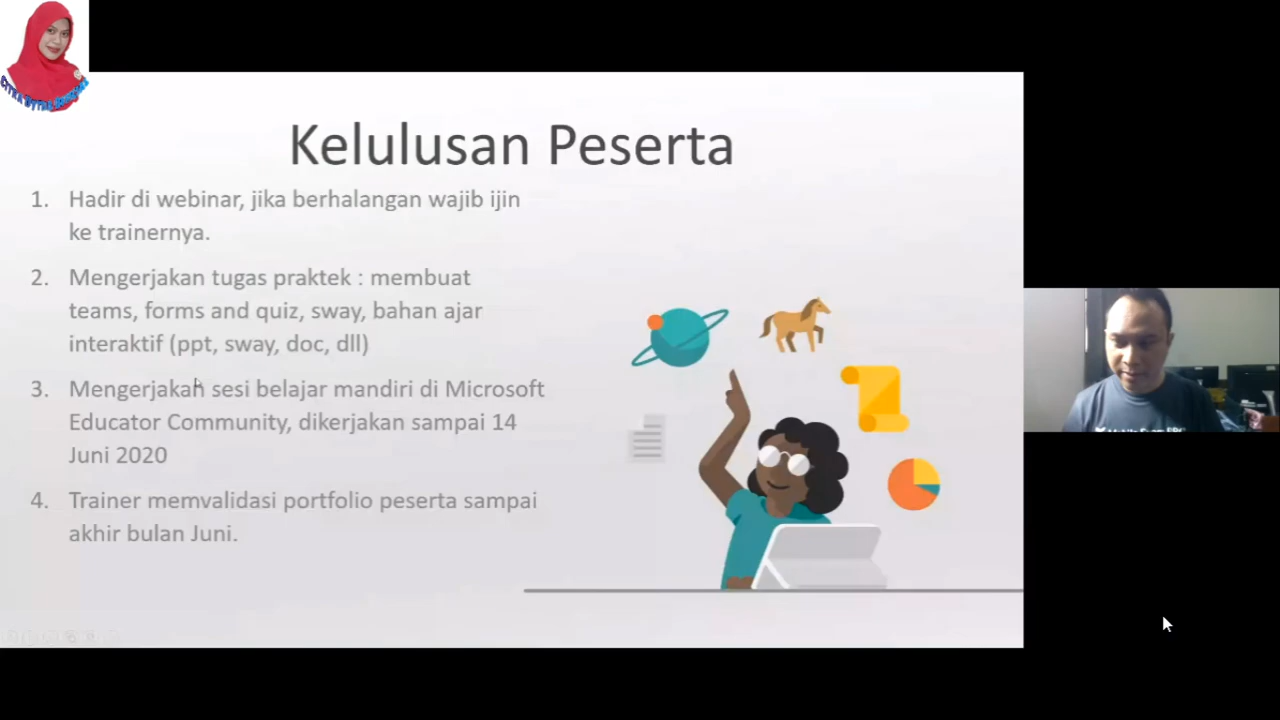 Kelulusan Peserta
1. Hadir di webinar, jika berhalangan wajib ijin
ke trainernya.
2. Mengerjakan tugas praktek : membuat
teams, forms and quiz, sway, bahan ajar
interaktif (ppt, sway, doc, dll)
3. Mengerjakan sesi belajar mandiri di Microsoft
Educator Community, dikerjakan sampai 14
Juni 2020
4. Trainer memvalidasi portfolio peserta sampai
akhir bulan Juni.